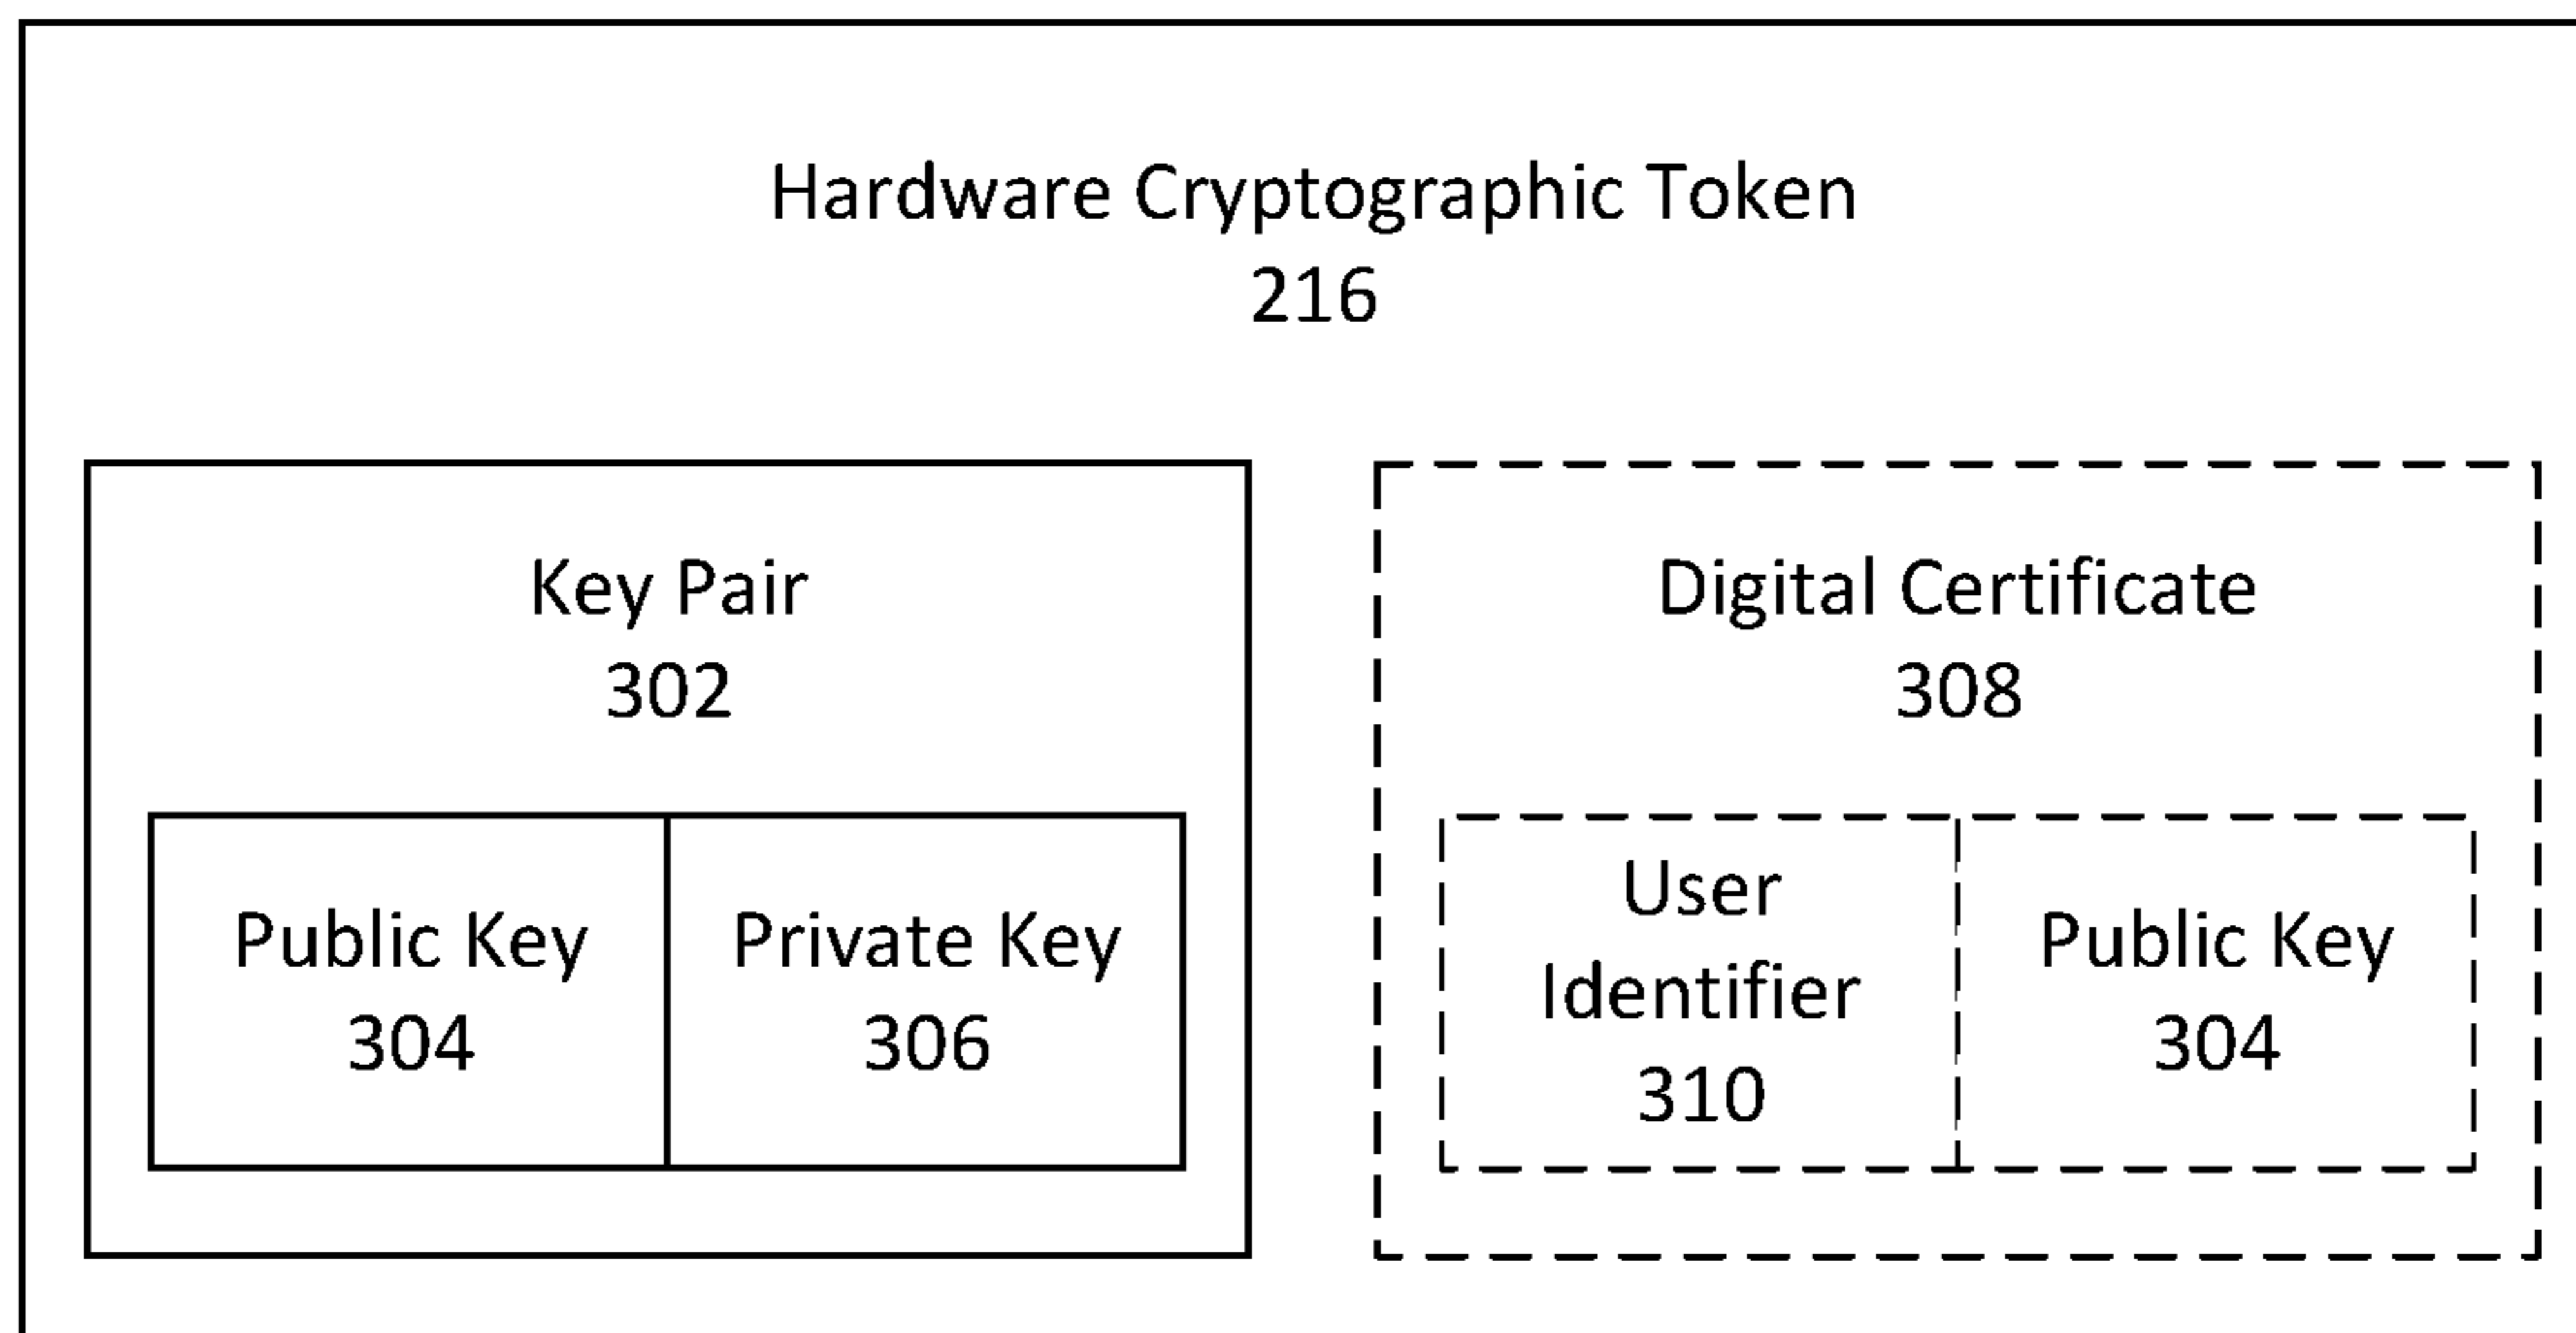 Hardware Cryptographic Token
216
Key Pair
302
Public Key
304
Private Key
306
Digital Certificate
308
User
Identifier
310
Public Key
304